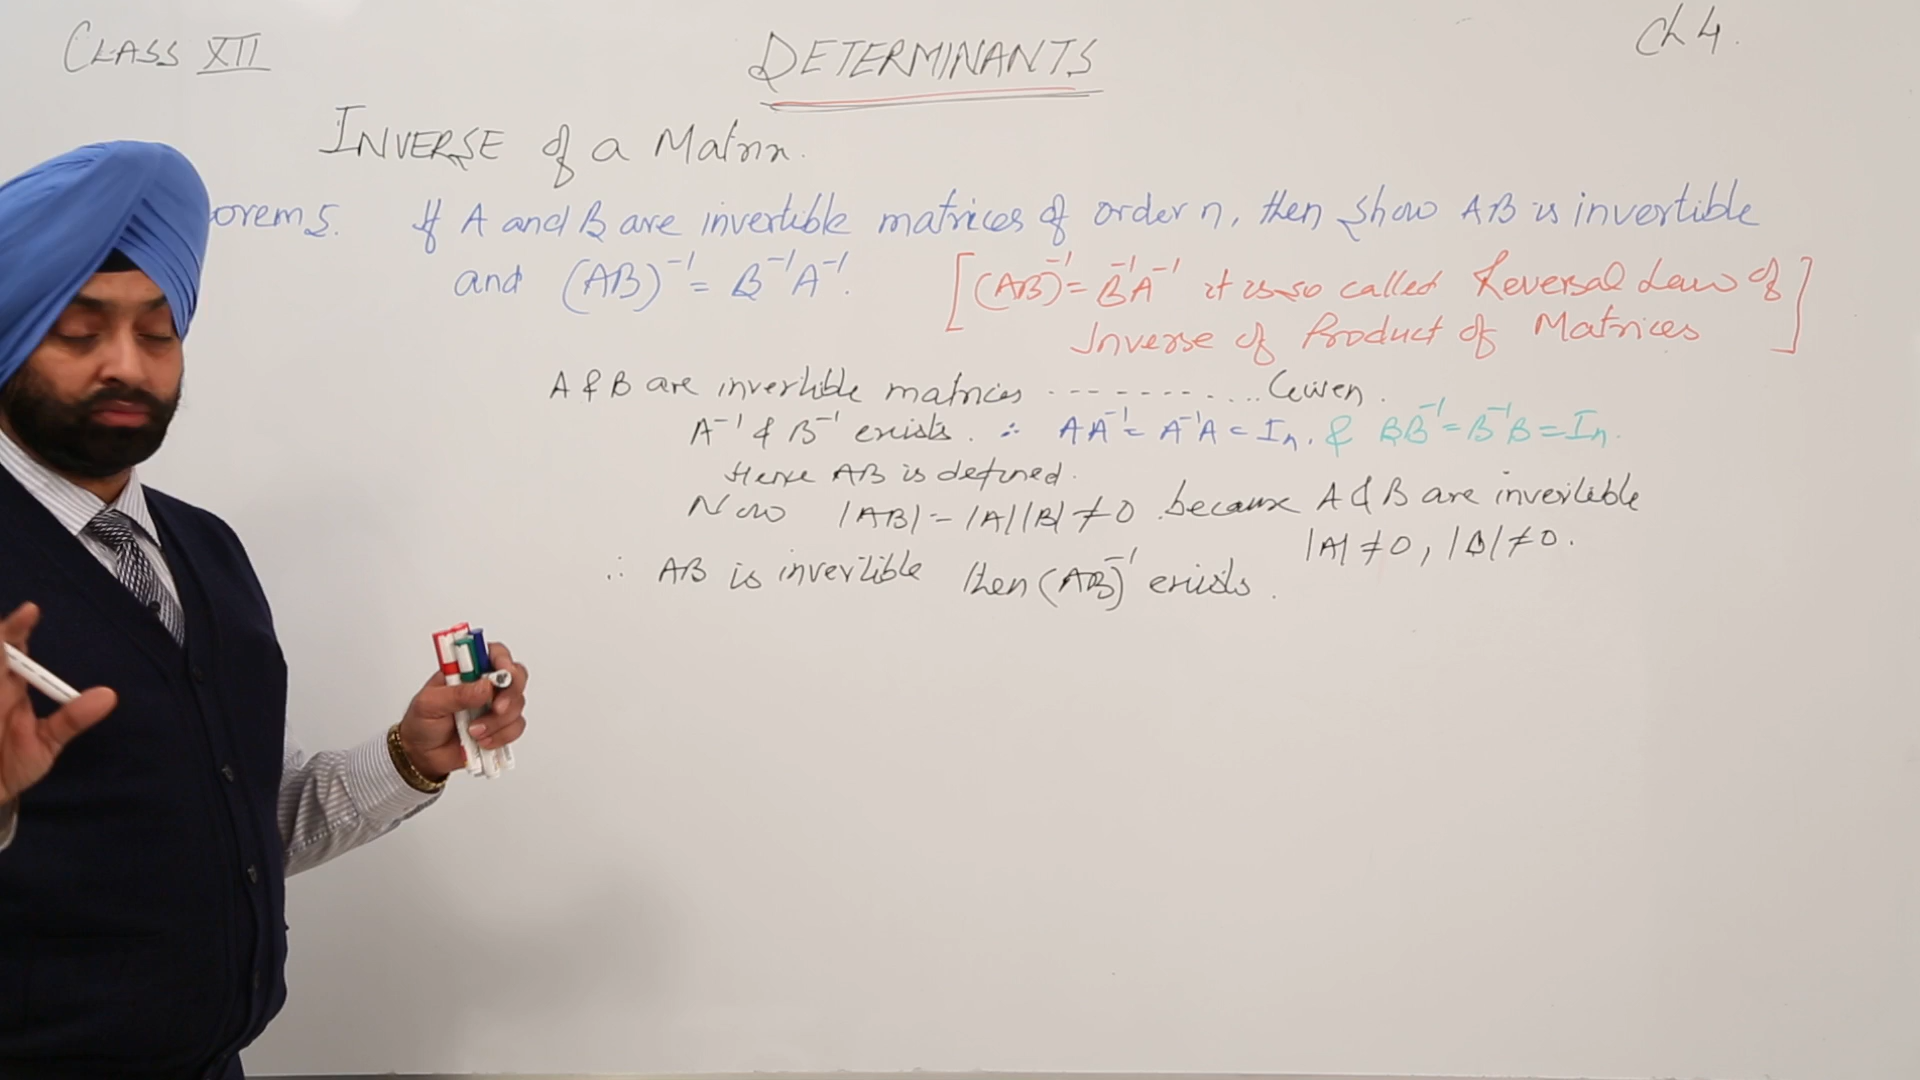 CLASS XII
DETERMINANTS
Ch 4.
INVERSE of a Matrix.
orem 5. If A and B are invertible matrices of order n, then show AB is invertible
and (AB)⁻¹ = B⁻¹A⁻¹.
[(AB)⁻¹ = B⁻¹A⁻¹ it is so called Reversal Law of
Inverse of Product of Matrices]
A & B are invertible matrices ............ Given.
A⁻¹ & B⁻¹ exists. ∴ AA⁻¹ = A⁻¹A = Iₙ. & BB⁻¹ = B⁻¹B = Iₙ.
Hence AB is defined.
Now |AB| = |A||B| ≠ 0 because A & B are invertible
|A| ≠ 0, |B| ≠ 0.
∴ AB is invertible then (AB)⁻¹ exists.